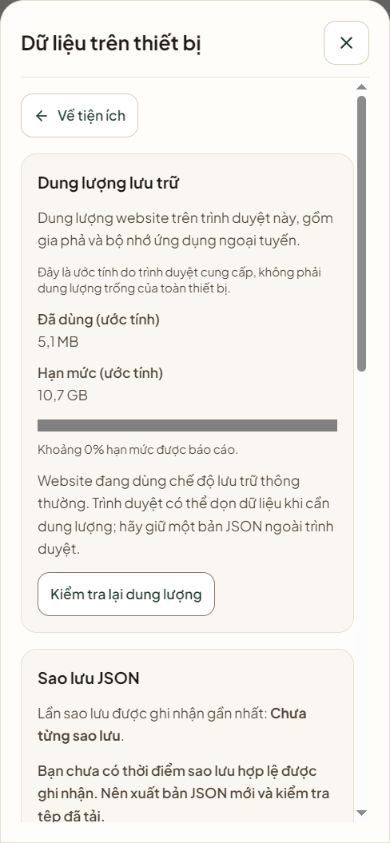 Dữ liệu trên thiết bị
Về tiện ích
Dung lượng lưu trữ
Dung lượng website trên trình duyệt này, gồm
gia phả và bộ nhớ ứng dụng ngoại tuyến.
Đây là ước tính do trình duyệt cung cấp, không phải
dung lượng trống của toàn thiết bị.
Đã dùng (ước tính)
5,1 MB
Hạn mức (ước tính)
10,7 GB
Khoảng 0% hạn mức được báo cáo.
Website đang dùng chế độ lưu trữ thông
thường. Trình duyệt có thể dọn dữ liệu khi cần
dung lượng; hãy giữ một bản JSON ngoài trình
duyệt.
Kiểm tra lại dung lượng
Sao lưu JSON
Lần sao lưu được ghi nhận gần nhất: Chưa
từng sao lưu.
Bạn chưa có thời điểm sao lưu hợp lệ được
ghi nhận. Nên xuất bản JSON mới và kiểm tra
tệp đã tải.